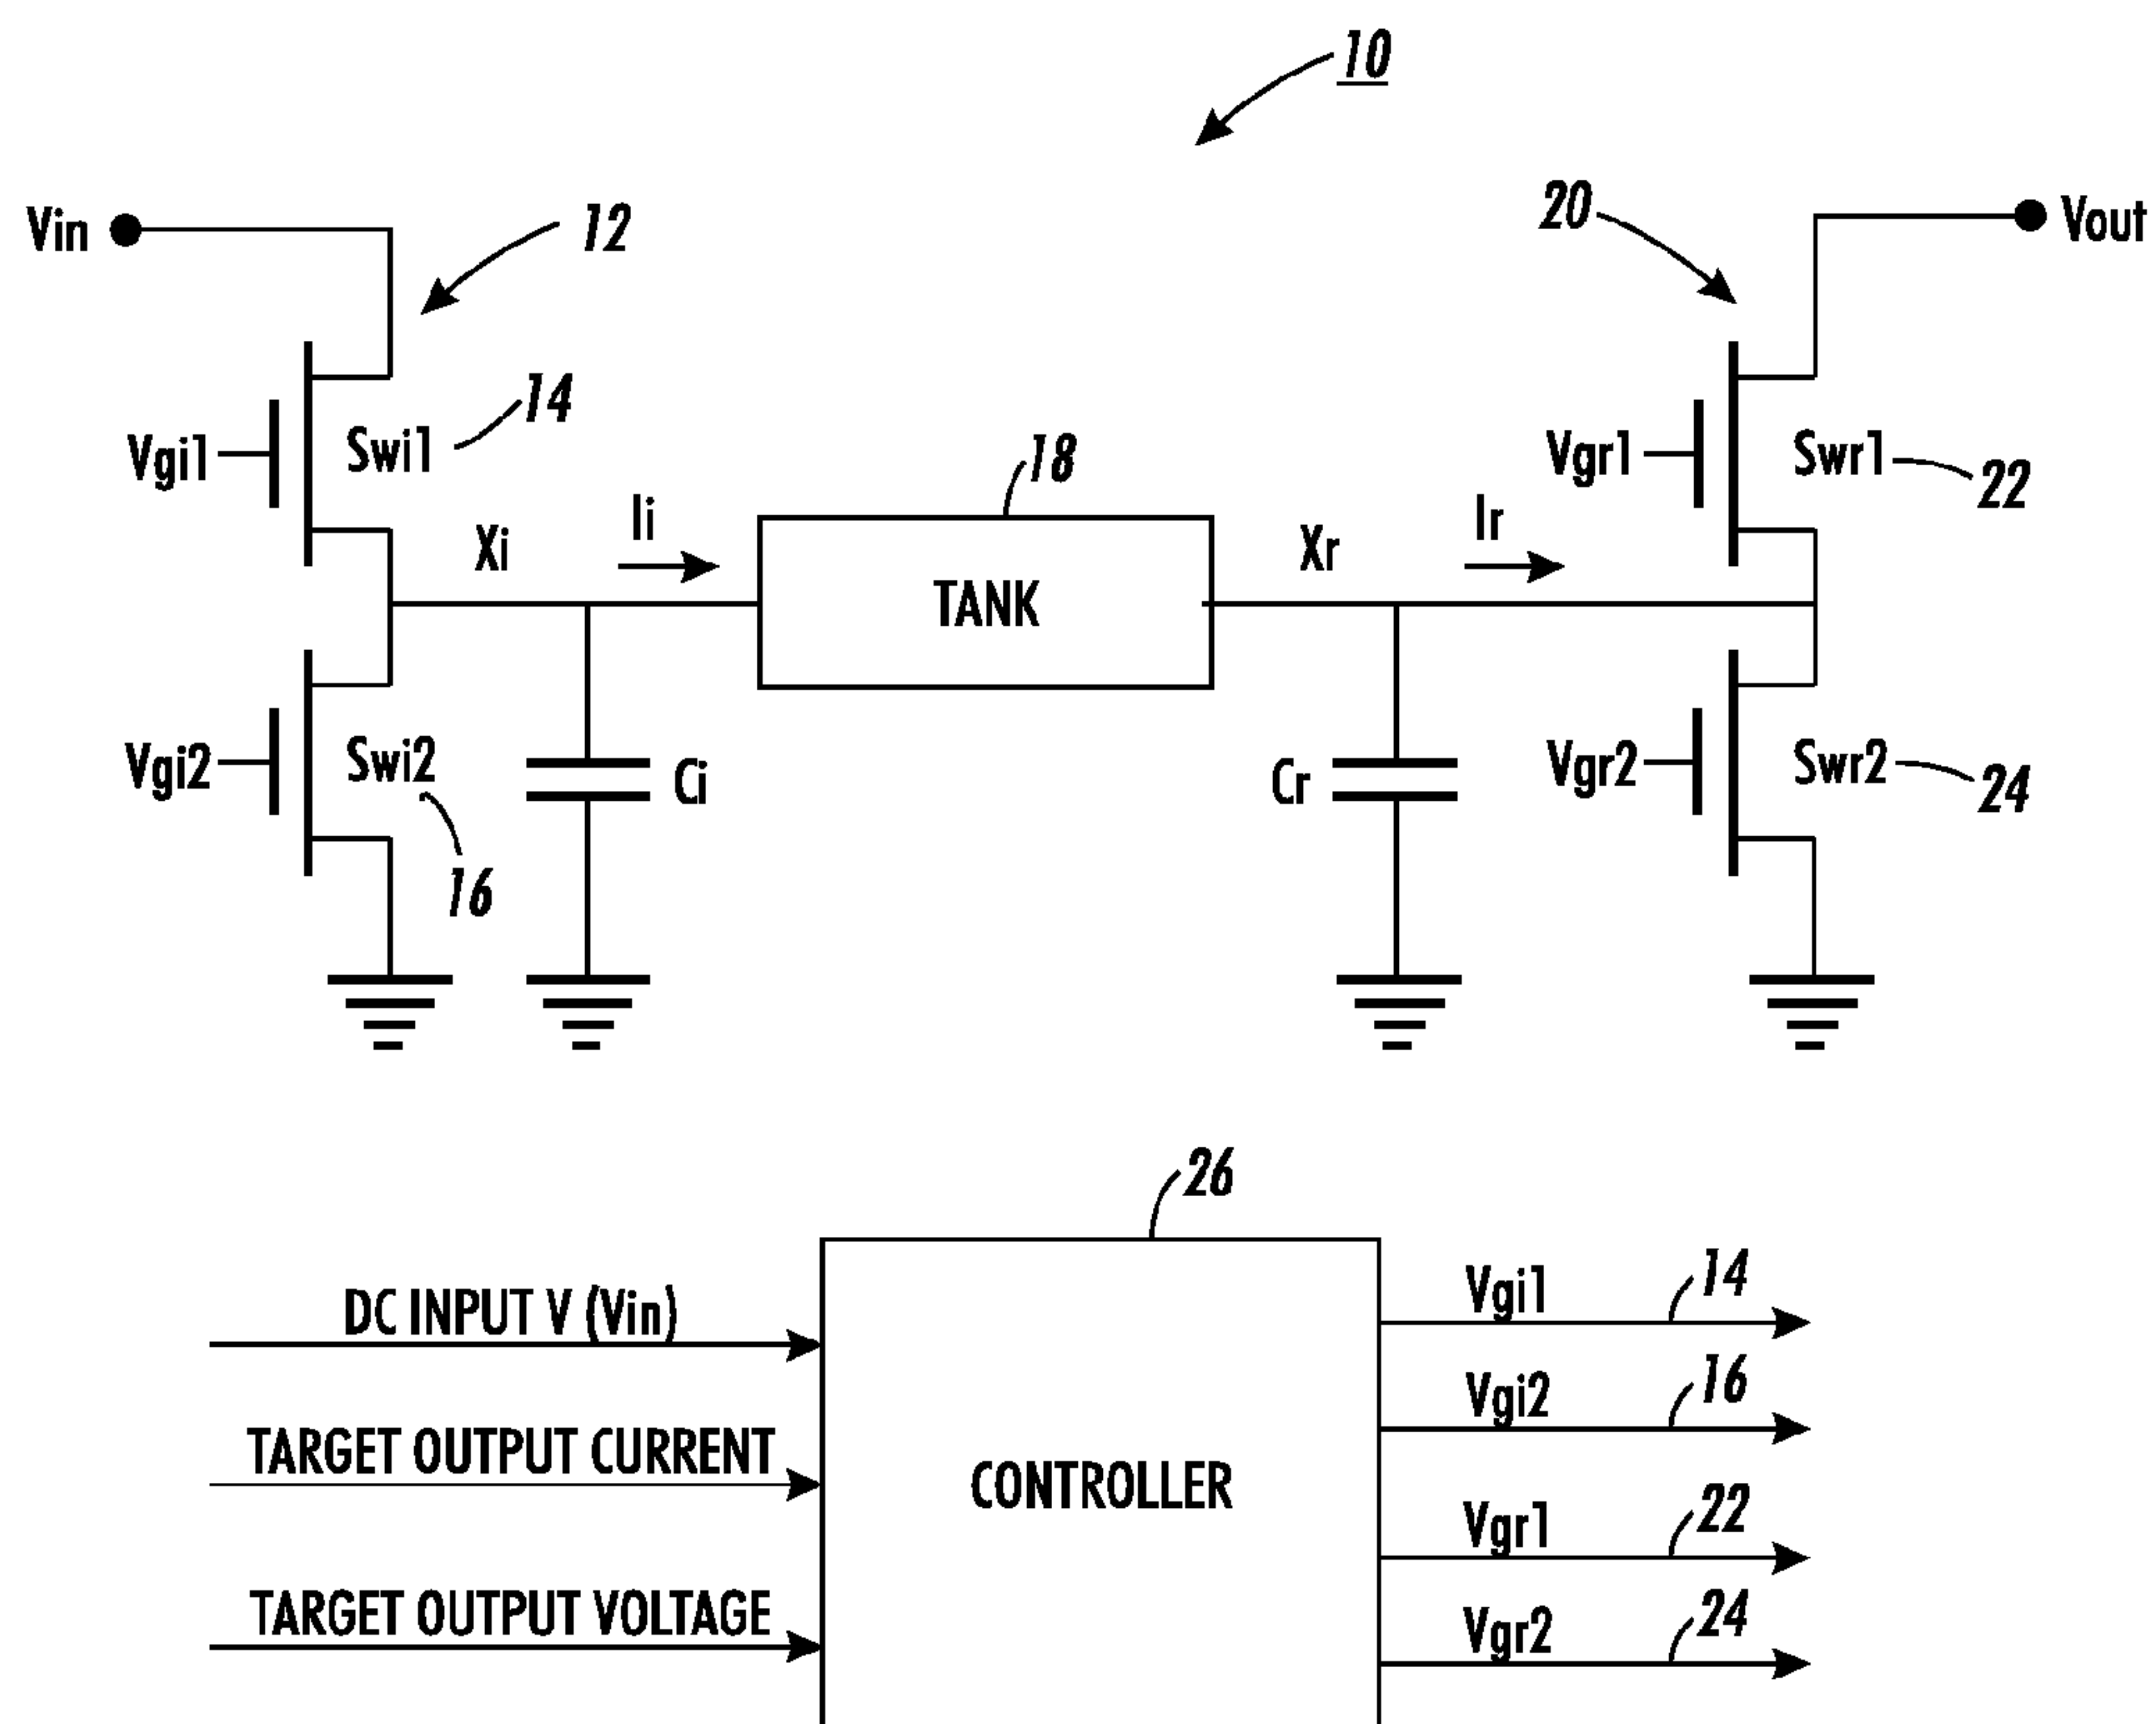 10
Vin
12
20
Vout
Vgi1
Swi1
14
18
Vgr1
Swr1
22
Xi
Ii
TANK
Xr
Ir
Vgi2
Swi2
16
Ci
Cr
Vgr2
Swr2
24
26
DC INPUT V (Vin)
TARGET OUTPUT CURRENT
TARGET OUTPUT VOLTAGE
CONTROLLER
Vgi1
14
Vgi2
16
Vgr1
22
Vgr2
24